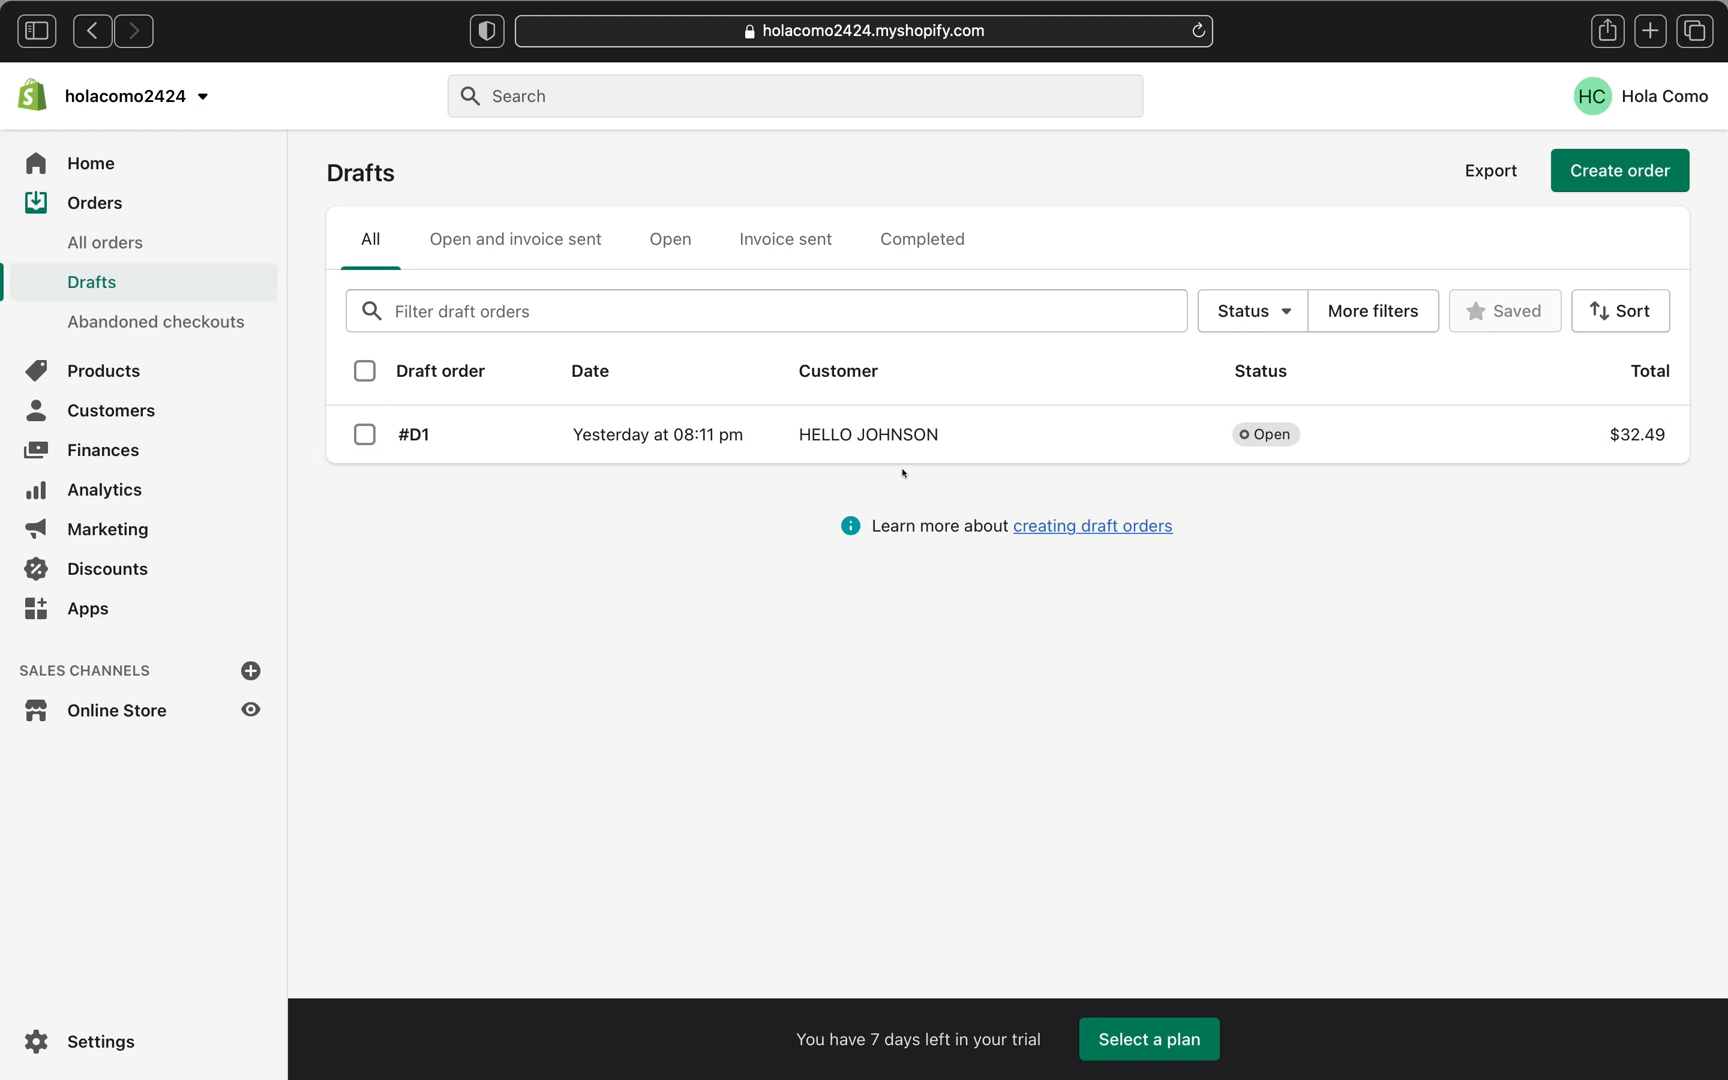 holacomo2424.myshopify.com
holacomo2424
Search
HC Hola Como
Home
Orders
All orders
Drafts
Abandoned checkouts
Products
Customers
Finances
Analytics
Marketing
Discounts
Apps
SALES CHANNELS
Online Store
Settings
Drafts
Export Create order
All Open and invoice sent Open Invoice sent Completed
Filter draft orders Status More filters Saved Sort
Draft order Date Customer Status Total
#D1 Yesterday at 08:11 pm HELLO JOHNSON Open $32.49
Learn more about creating draft orders
You have 7 days left in your trial Select a plan